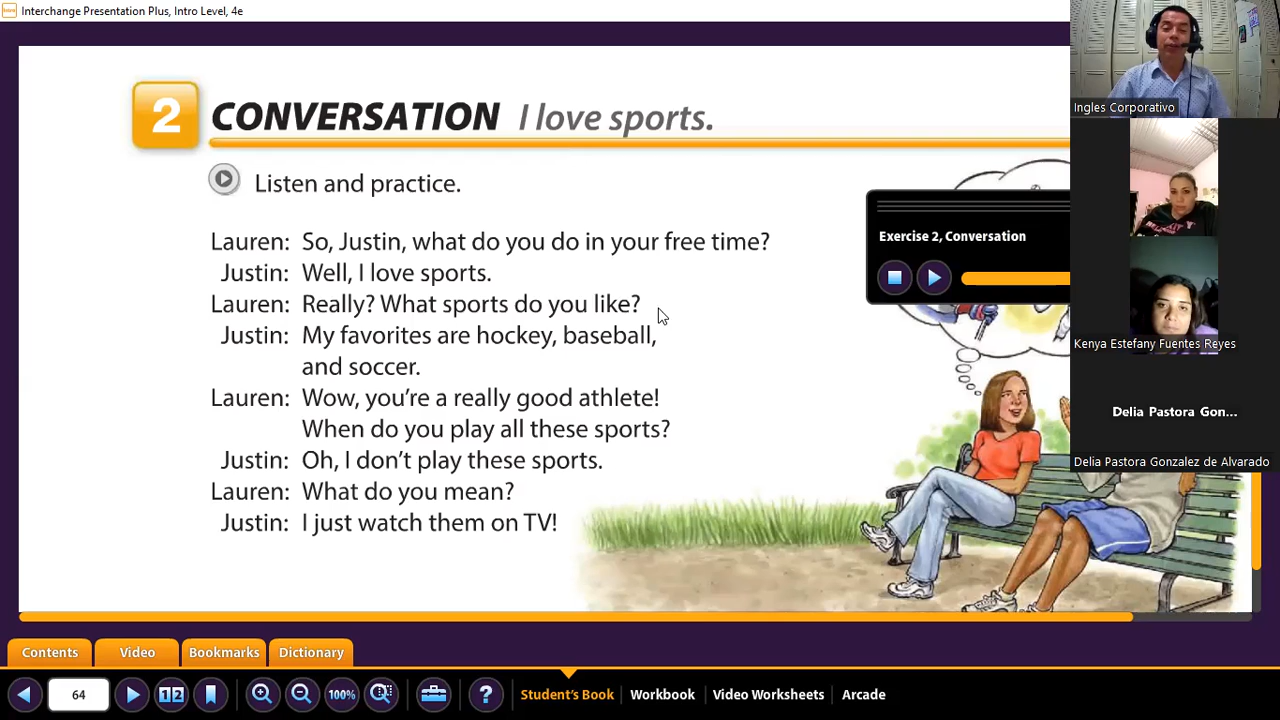 Interchange Presentation Plus, Intro Level, 4e
2 CONVERSATION I love sports.
Listen and practice.
Lauren: So, Justin, what do you do in your free time?
Justin: Well, I love sports.
Lauren: Really? What sports do you like?
Justin: My favorites are hockey, baseball,
and soccer.
Lauren: Wow, you're a really good athlete!
When do you play all these sports?
Justin: Oh, I don't play these sports.
Lauren: What do you mean?
Justin: I just watch them on TV!
Exercise 2, Conversation
Ingles Corporativo
Kenya Estefany Fuentes Reyes
Delia Pastora Gon...
Delia Pastora Gonzalez de Alvarado
Contents Video Bookmarks Dictionary
64 1 2 100% ? Student's Book Workbook Video Worksheets Arcade